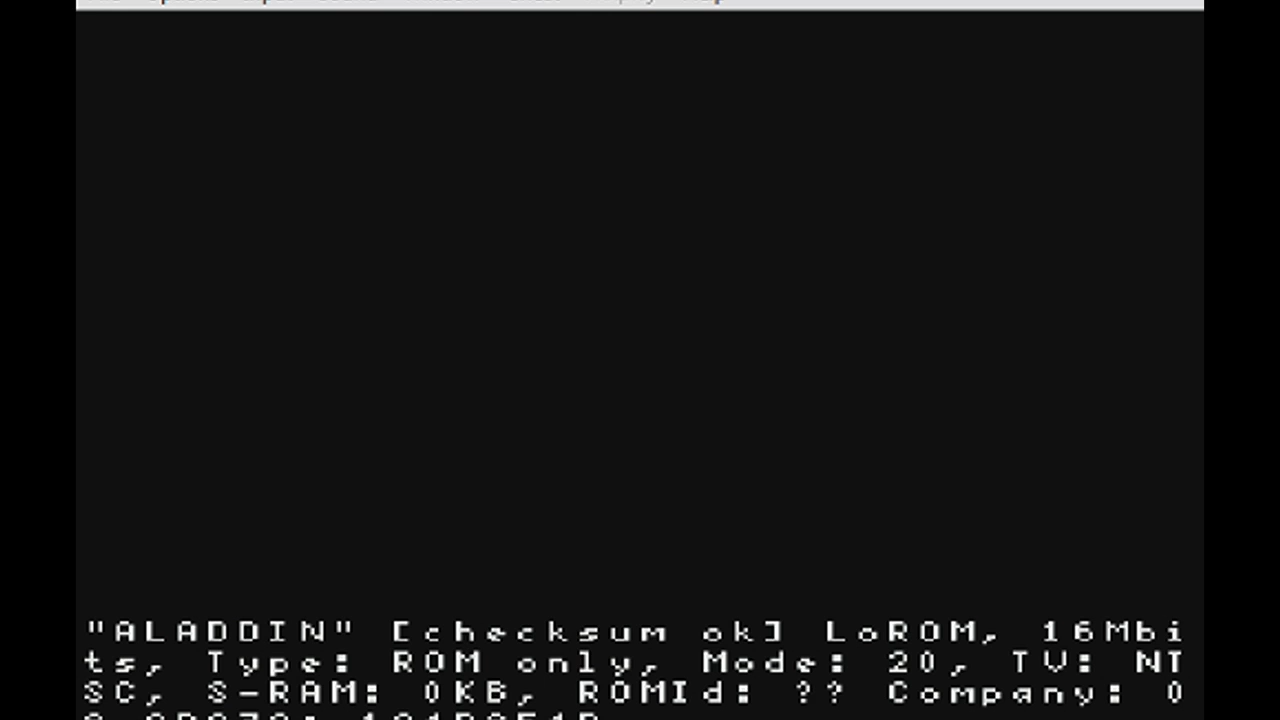 "ALADDIN" [checksum ok] LoROM, 16Mbi
ts, Type: ROM only, Mode: 20, TV: NT
SC, S-RAM: 0KB, ROMId: ?? Company: 0